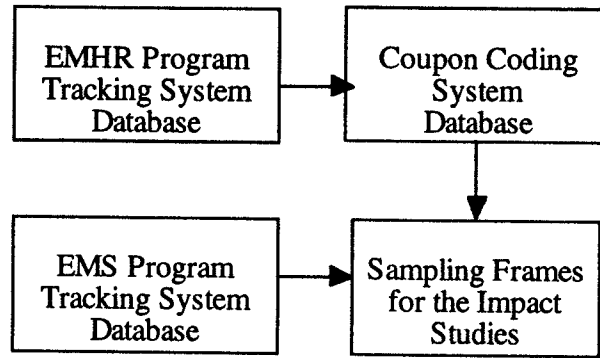 EMHR Program
Tracking System
Database
Coupon Coding
System
Database
EMS Program
Tracking System
Database
Sampling Frames
for the Impact
Studies